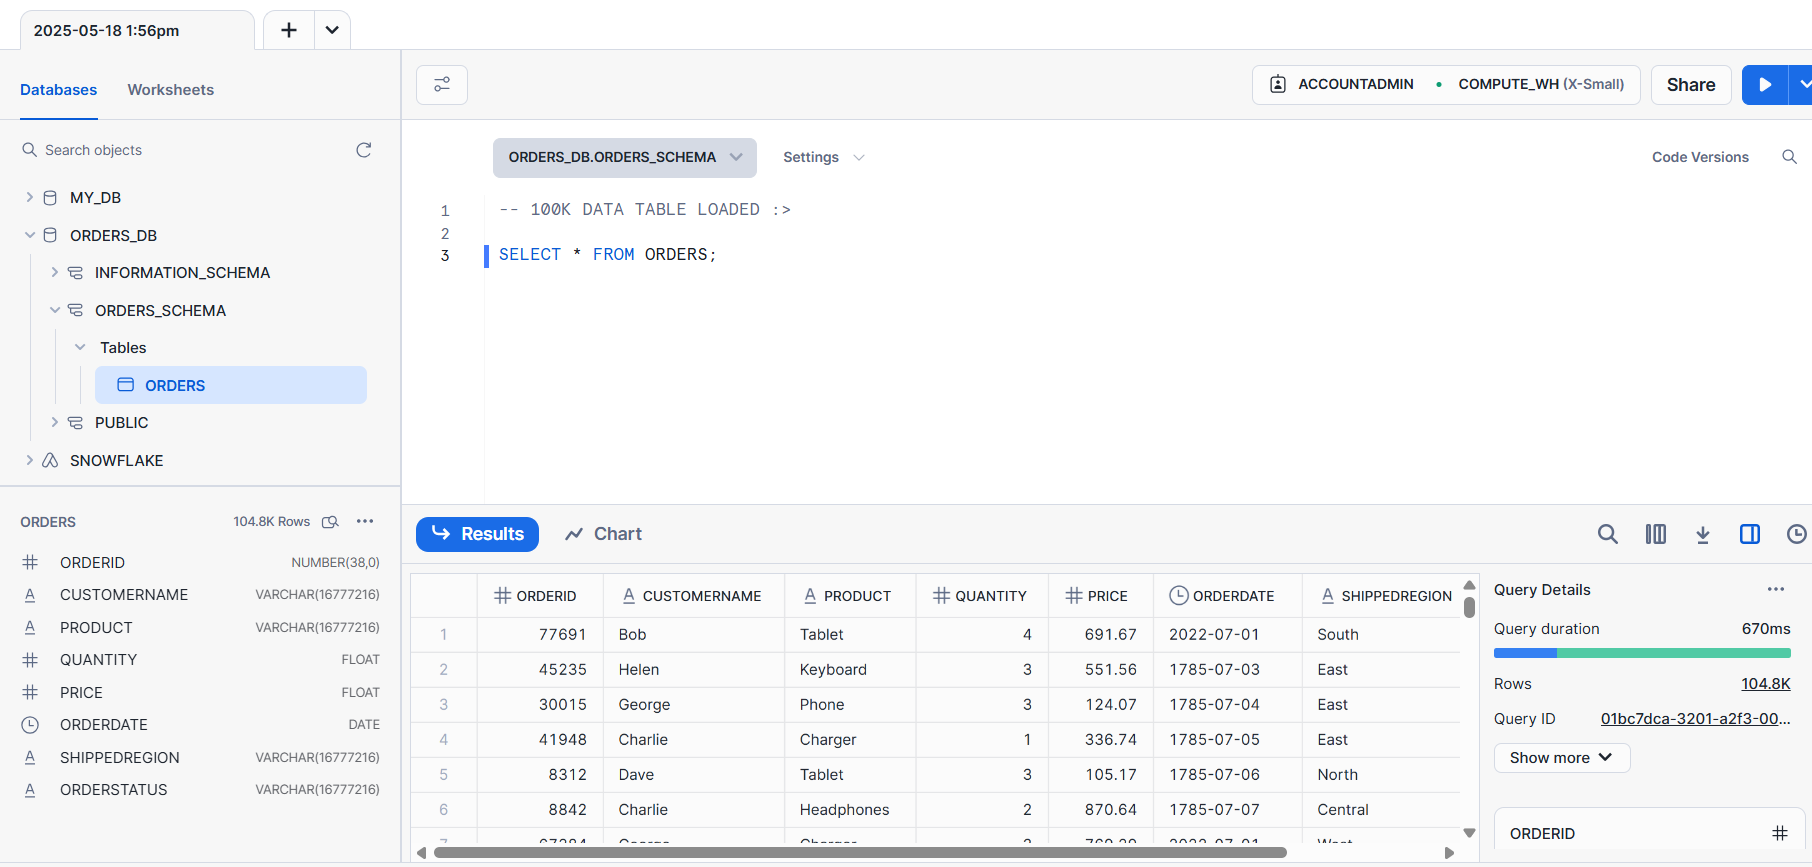 2025-05-18 1:56pm
Databases Worksheets
ACCOUNTADMIN • COMPUTE_WH (X-Small) Share
Search objects
MY_DB
ORDERS_DB
INFORMATION_SCHEMA
ORDERS_SCHEMA
Tables
ORDERS
PUBLIC
SNOWFLAKE
ORDERS 104.8K Rows
ORDERID NUMBER(38,0)
CUSTOMERNAME VARCHAR(16777216)
PRODUCT VARCHAR(16777216)
QUANTITY FLOAT
PRICE FLOAT
ORDERDATE DATE
SHIPPEDREGION VARCHAR(16777216)
ORDERSTATUS VARCHAR(16777216)
ORDERS_DB.ORDERS_SCHEMA Settings Code Versions
1 -- 100K DATA TABLE LOADED :>
2
3 SELECT * FROM ORDERS;
Results Chart
ORDERID CUSTOMERNAME PRODUCT QUANTITY PRICE ORDERDATE SHIPPEDREGION
1 77691 Bob Tablet 4 691.67 2022-07-01 South
2 45235 Helen Keyboard 3 551.56 1785-07-03 East
3 30015 George Phone 3 124.07 1785-07-04 East
4 41948 Charlie Charger 1 336.74 1785-07-05 East
5 8312 Dave Tablet 3 105.17 1785-07-06 North
6 8842 Charlie Headphones 2 870.64 1785-07-07 Central
Query Details
Query duration 670ms
Rows 104.8K
Query ID 01bc7dca-3201-a2f3-00...
Show more
ORDERID